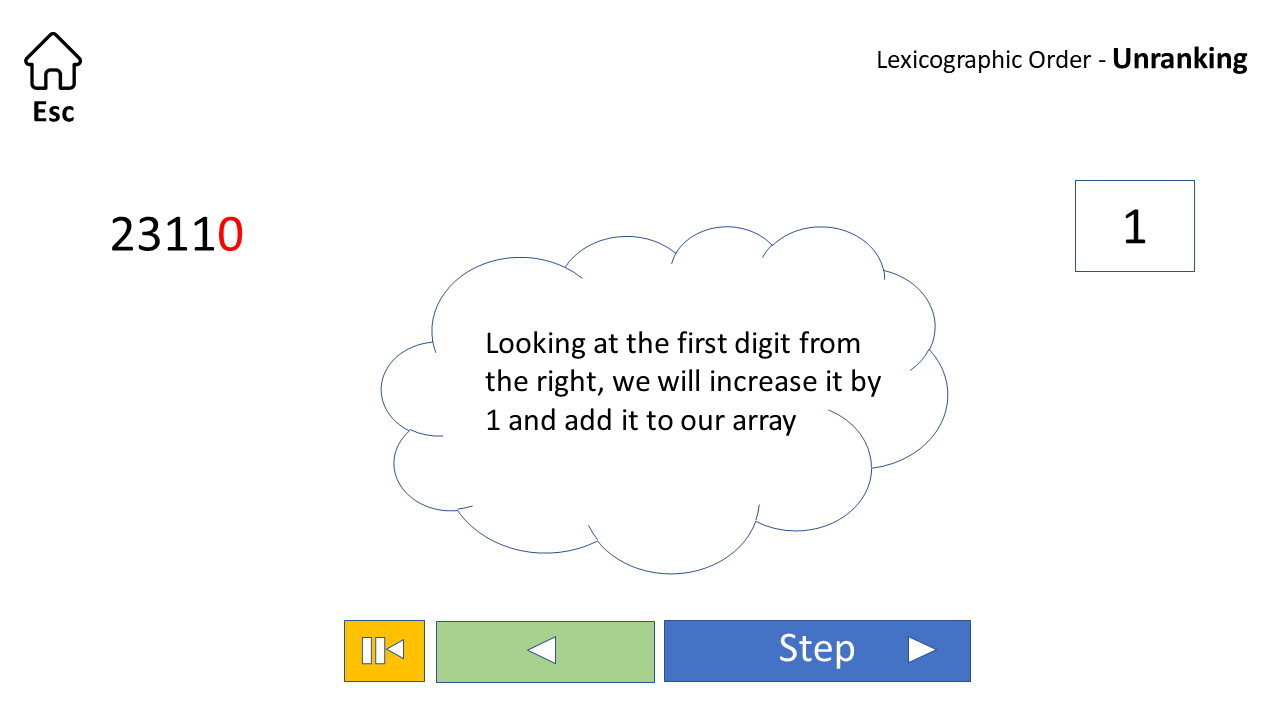 Lexicographic Order - Unranking
Esc
23110
1
Looking at the first digit from
the right, we will increase it by
1 and add it to our array
Step